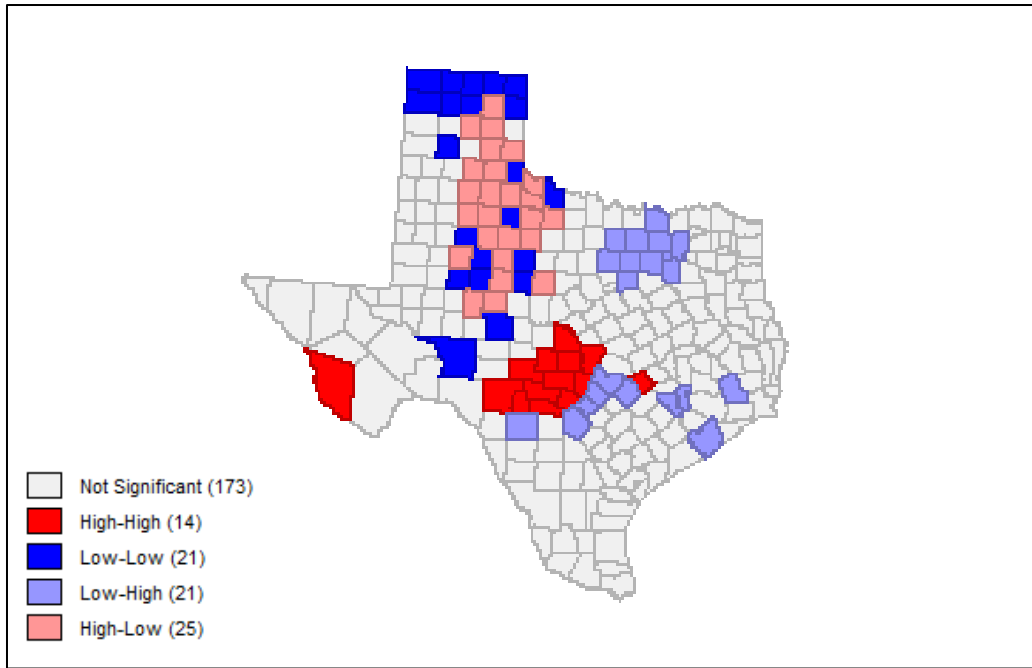 Not Significant (173)
High-High (14)
Low-Low (21)
Low-High (21)
High-Low (25)